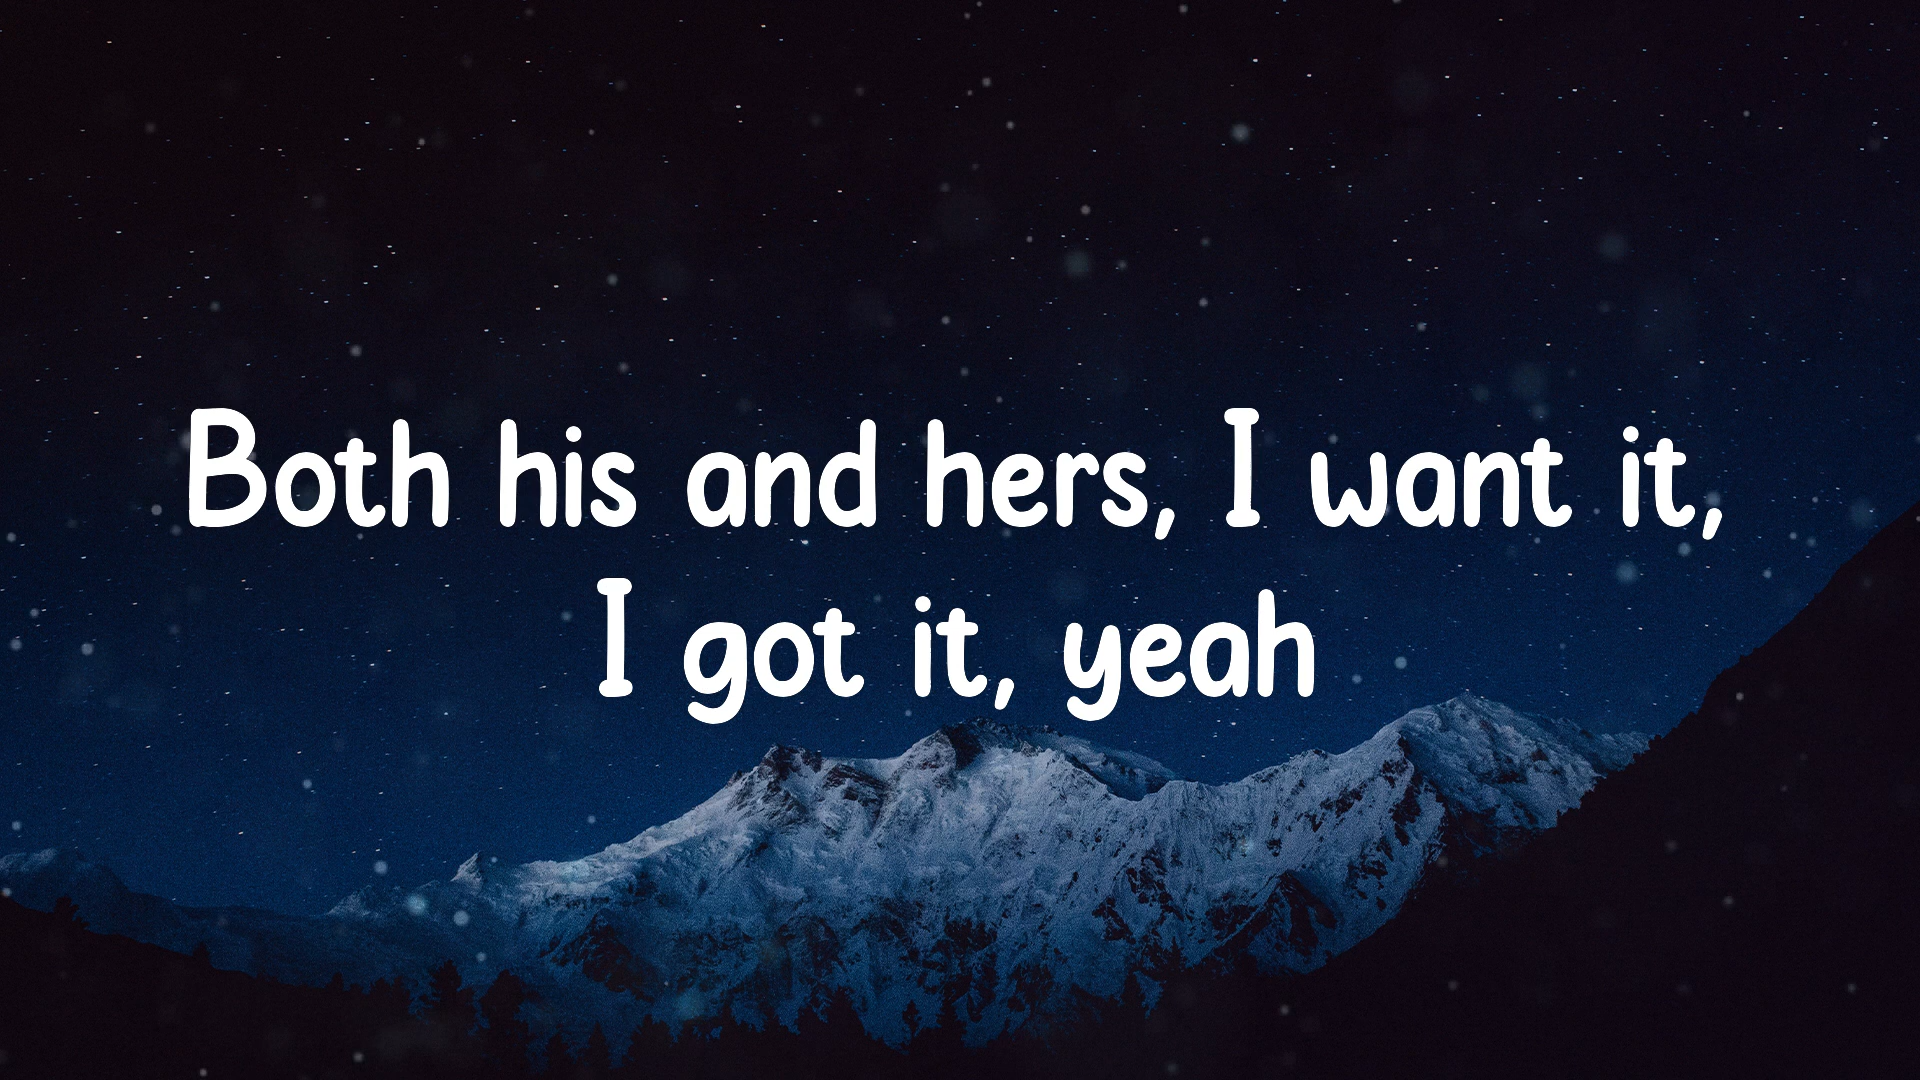 Both his and hers, I want it,
I got it, yeah